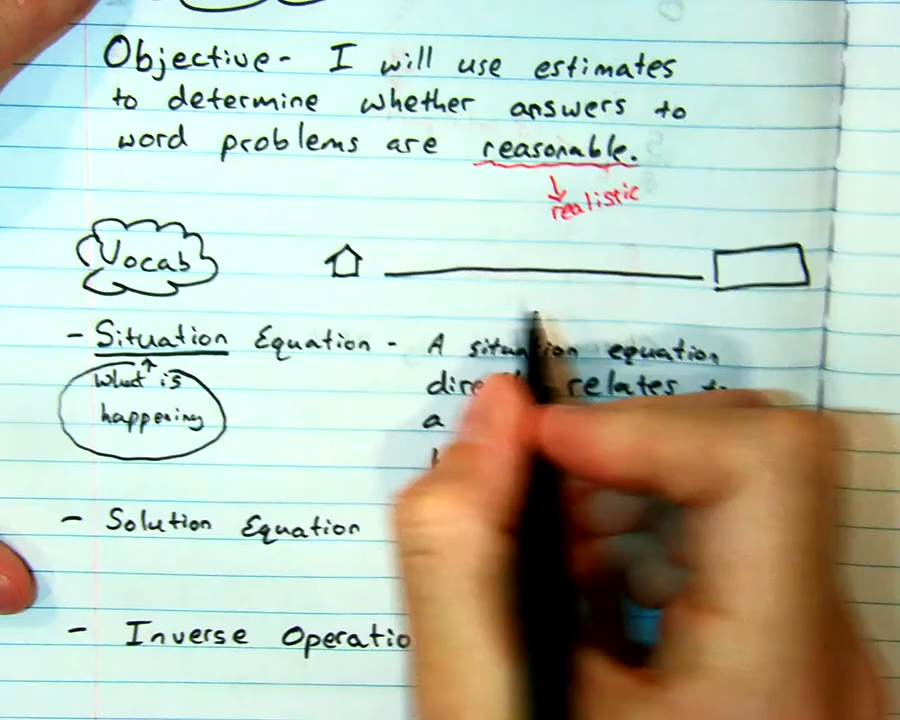 Objective - I will use estimates
to determine whether answers to
word problems are reasonable.
realistic
Vocab
- Situation Equation - A situation equation
relates
What is
happening
a
- Solution Equation
- Inverse